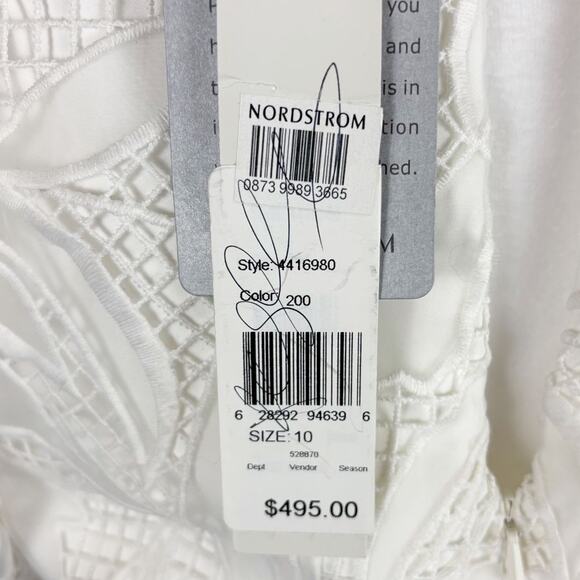 you
and
is in
tion
hed.
M
NORDSTROM
0873 9989 3665
Style: 4416980
Color: 200
6 28292 94639 6
SIZE: 10
528870
Dept Vendor Season
$495.00